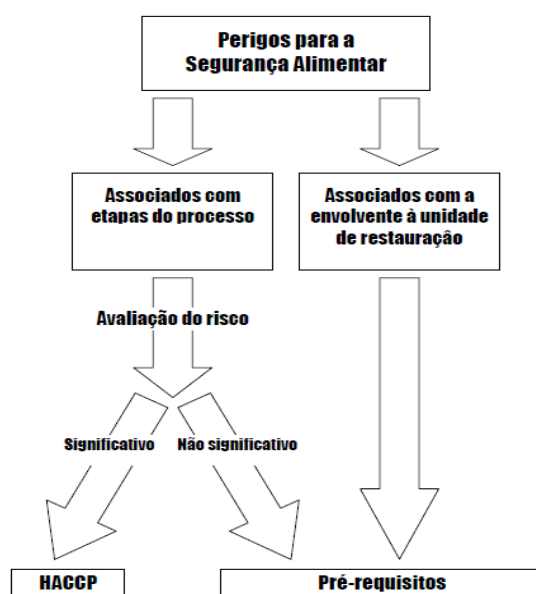 Perigos para a
Segurança Alimentar
Associados com
etapas do processo
Associados com a
envolvente à unidade
de restauração
Avaliação do risco
Significativo
Não significativo
HACCP
Pré-requisitos